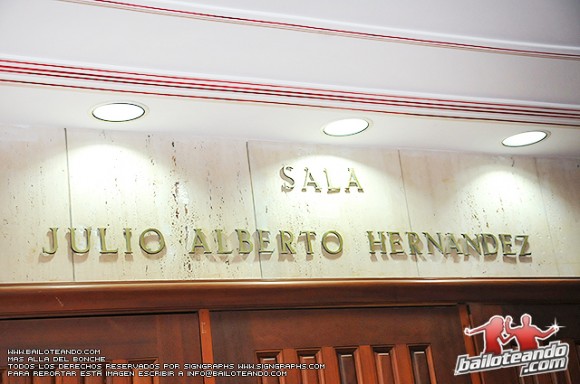 SALA
JULIO ALBERTO HERNANDEZ
WWW.BAILOTEANDO.COM
MAS ALLA DEL BONCHE
TODOS LOS DERECHOS RESERVADOS POR SIGNGRAPHS WWW.SIGNGRAPHS.COM
PARA REPORTAR ESTA IMAGEN ESCRIBIR A INFO@BAILOTEANDO.COM
bailoteando.com